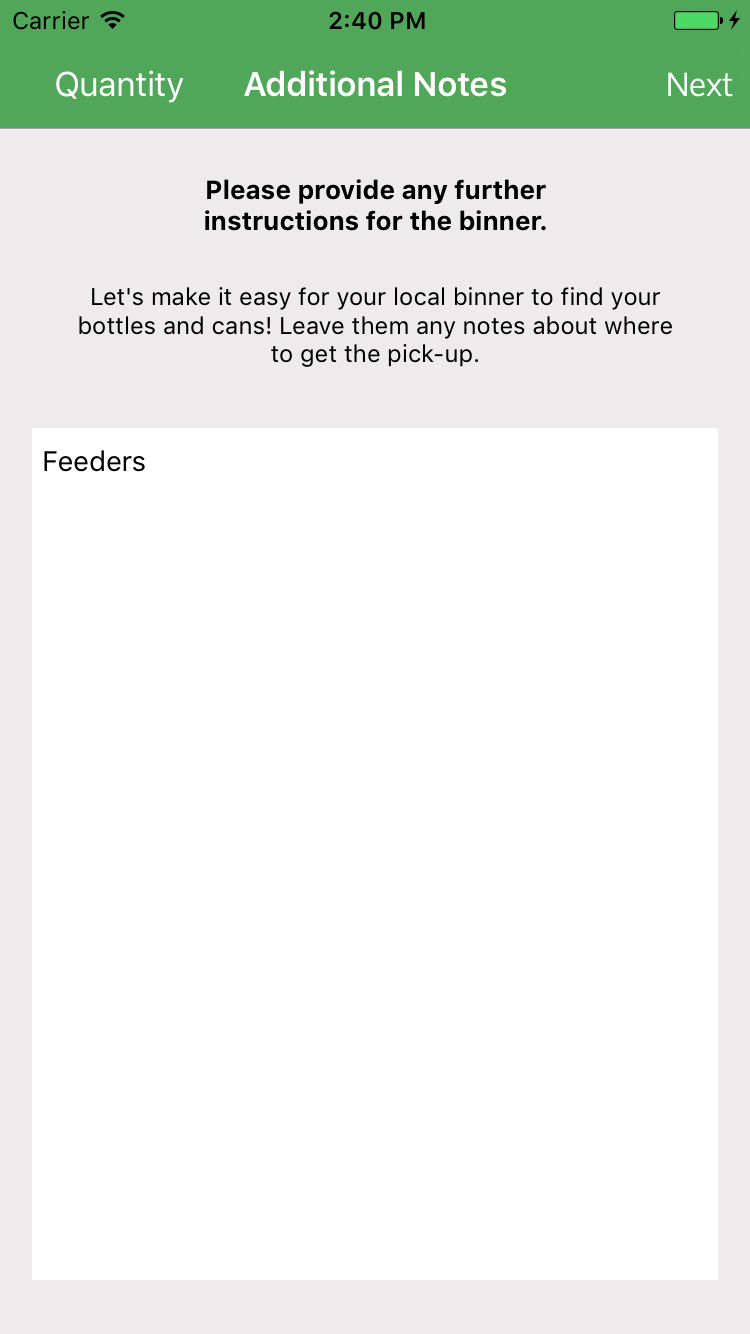 Carrier 2:40 PM
Quantity Additional Notes Next
Please provide any further
instructions for the binner.
Let's make it easy for your local binner to find your
bottles and cans! Leave them any notes about where
to get the pick-up.
Feeders